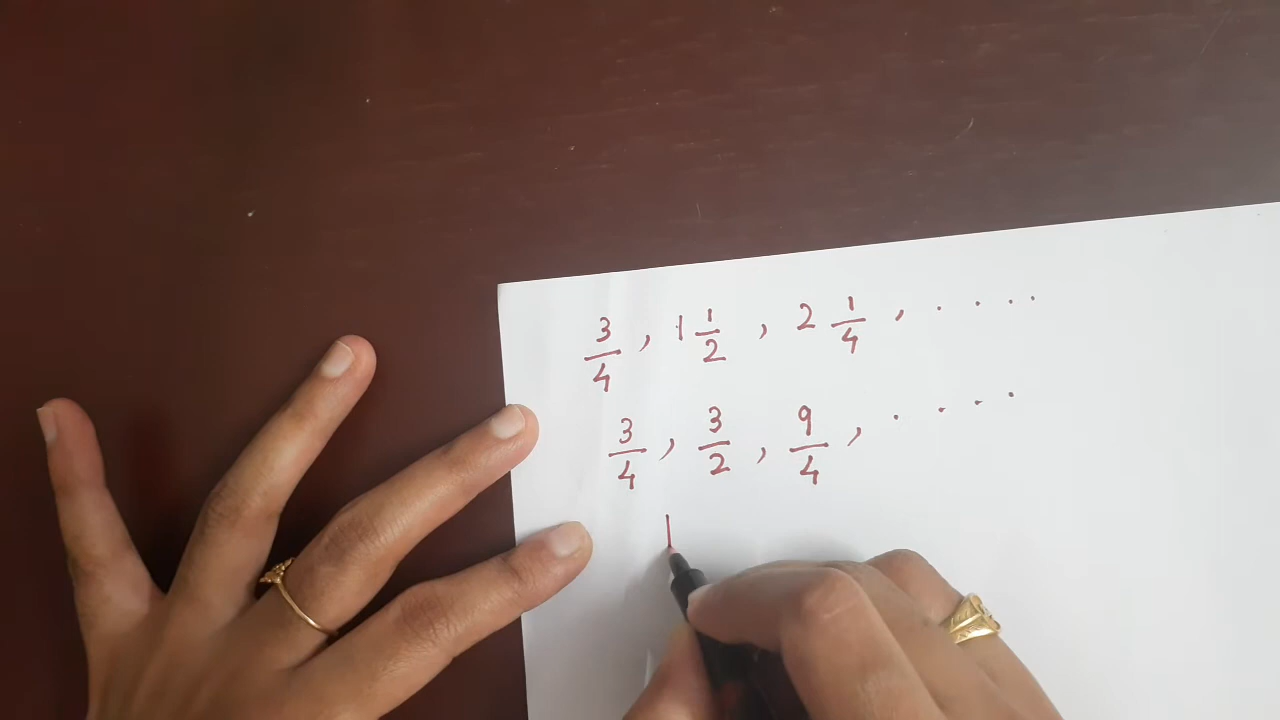 3/4 , 1 1/2 , 2 1/4 , . . . .
3/4 , 3/2 , 9/4 , . . . .